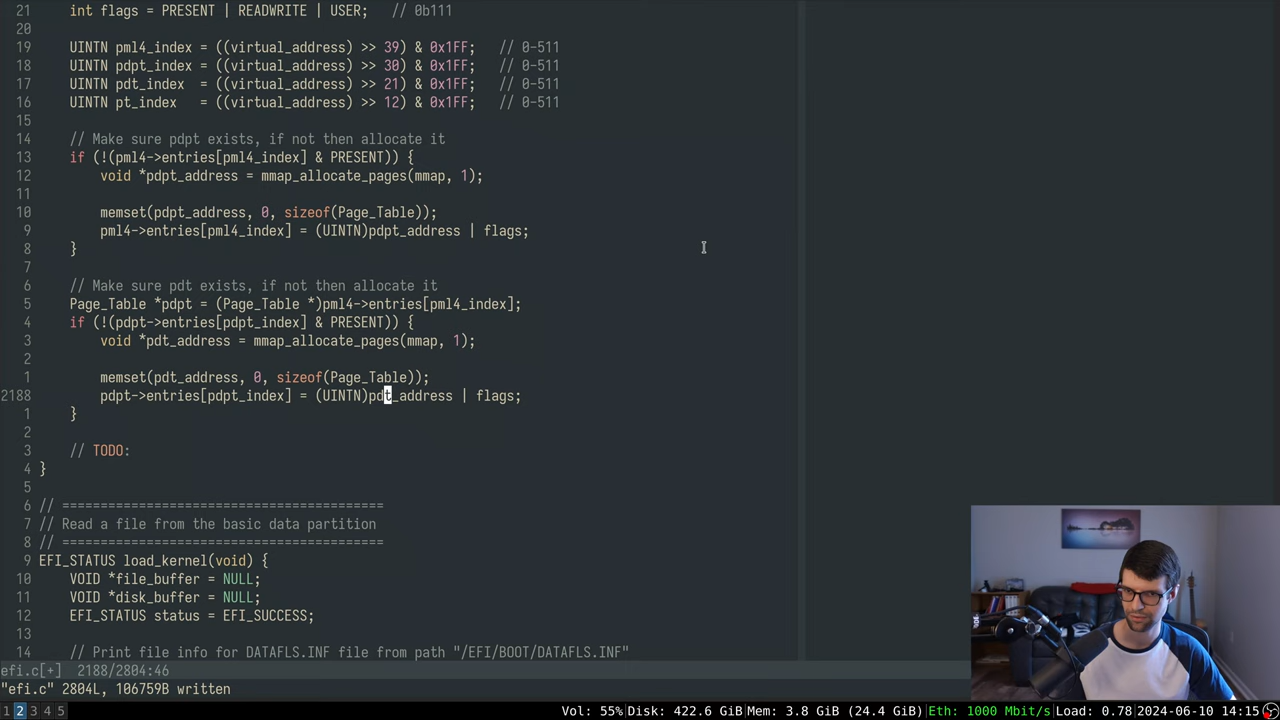 21     int flags = PRESENT | READWRITE | USER;   // 0b111
20
19     UINTN pml4_index = ((virtual_address) >> 39) & 0x1FF;   // 0-511
18     UINTN pdpt_index = ((virtual_address) >> 30) & 0x1FF;   // 0-511
17     UINTN pdt_index  = ((virtual_address) >> 21) & 0x1FF;   // 0-511
16     UINTN pt_index   = ((virtual_address) >> 12) & 0x1FF;   // 0-511
15
14     // Make sure pdpt exists, if not then allocate it
13     if (!(pml4->entries[pml4_index] & PRESENT)) {
12         void *pdpt_address = mmap_allocate_pages(mmap, 1);
11
10         memset(pdpt_address, 0, sizeof(Page_Table));
9         pml4->entries[pml4_index] = (UINTN)pdpt_address | flags;
8     }
7
6     // Make sure pdt exists, if not then allocate it
5     Page_Table *pdpt = (Page_Table *)pml4->entries[pml4_index];
4     if (!(pdpt->entries[pdpt_index] & PRESENT)) {
3         void *pdt_address = mmap_allocate_pages(mmap, 1);
2
1         memset(pdt_address, 0, sizeof(Page_Table));
2188         pdpt->entries[pdpt_index] = (UINTN)pdt_address | flags;
1     }
2
3     // TODO:
4 }
5
6 // ==========================================
7 // Read a file from the basic data partition
8 // ==========================================
9 EFI_STATUS load_kernel(void) {
10     VOID *file_buffer = NULL;
11     VOID *disk_buffer = NULL;
12     EFI_STATUS status = EFI_SUCCESS;
13
14     // Print file info for DATAFLS.INF file from path "/EFI/BOOT/DATAFLS.INF"
efi.c[+]   2188/2804:46
"efi.c" 2804L, 106759B written
1 2 3 4 5   Vol: 55%|Disk: 422.6 GiB|Mem: 3.8 GiB (24.4 GiB)|Eth: 1000 Mbit/s|Load: 0.78|2024-06-10 14:15